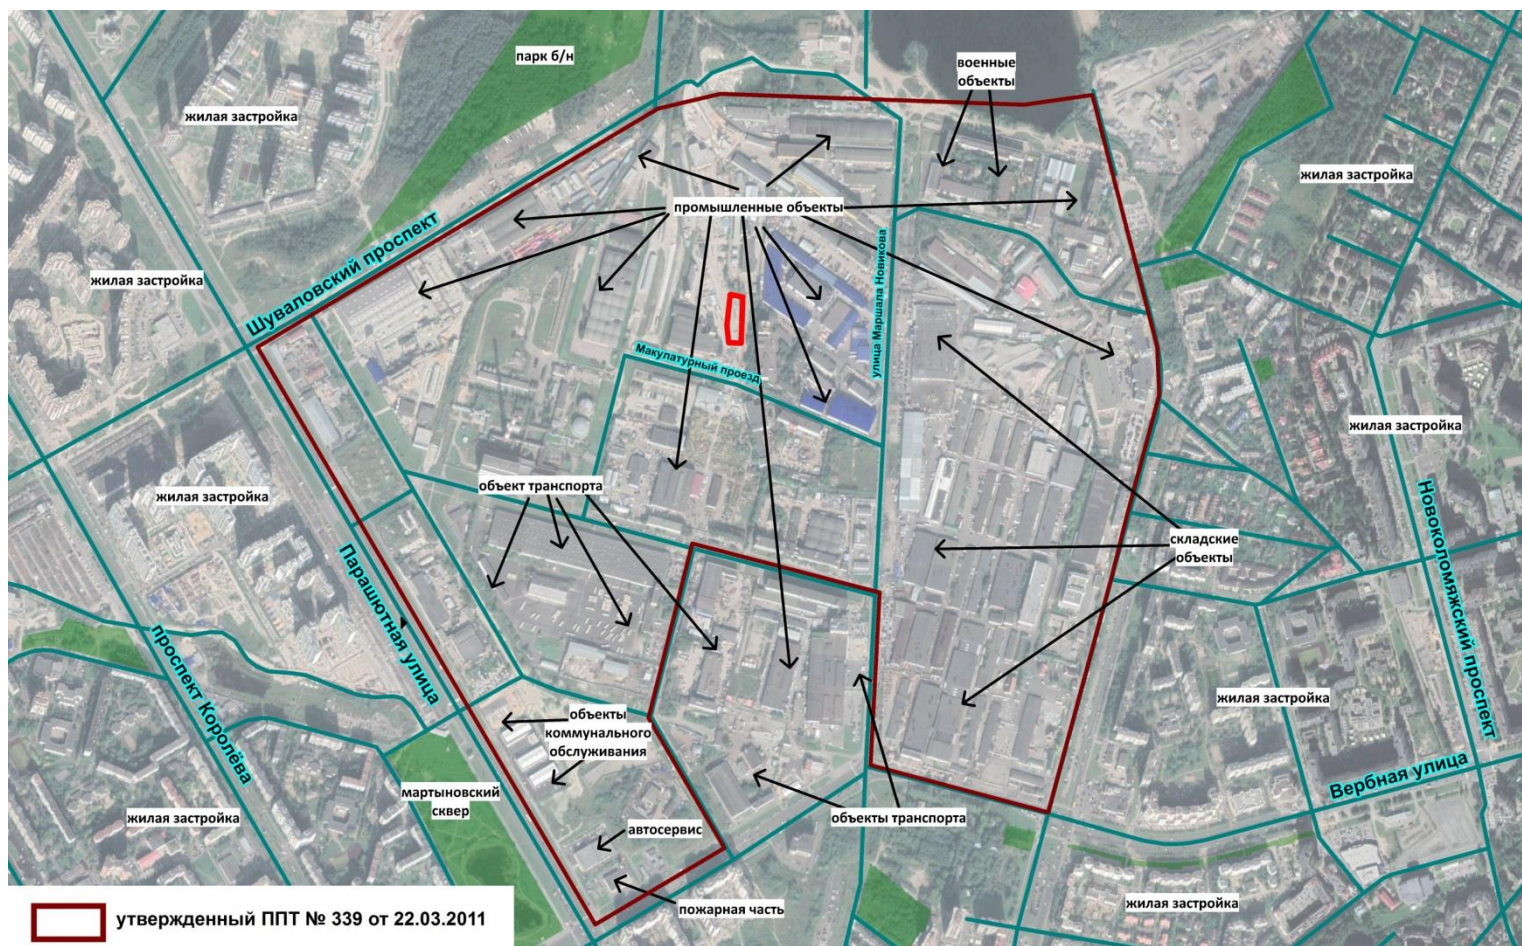 парк б/н
военные
объекты
жилая застройка
жилая застройка
промышленные объекты
Шуваловский проспект
жилая застройка
улица Маршала Новикова
Макулатурный проезд
жилая застройка
объект транспорта
жилая застройка
складские
объекты
Новоколомяжский проспект
Парашютная улица
проспект Королёва
жилая застройка
объекты
коммунального
обслуживания
Вербная улица
мартыновский
сквер
жилая застройка
объекты транспорта
автосервис
пожарная часть
жилая застройка
утвержденный ППТ № 339 от 22.03.2011